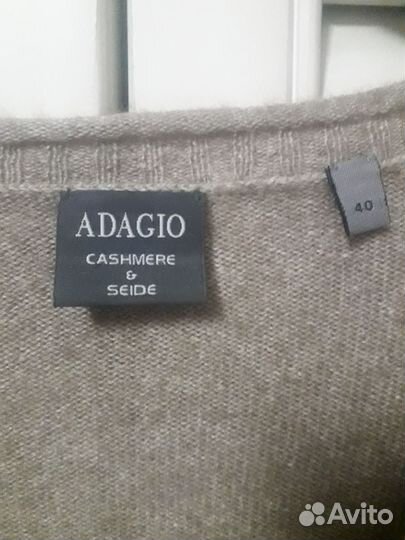 ADAGIO
CASHMERE
&
SEIDE
40
Avito